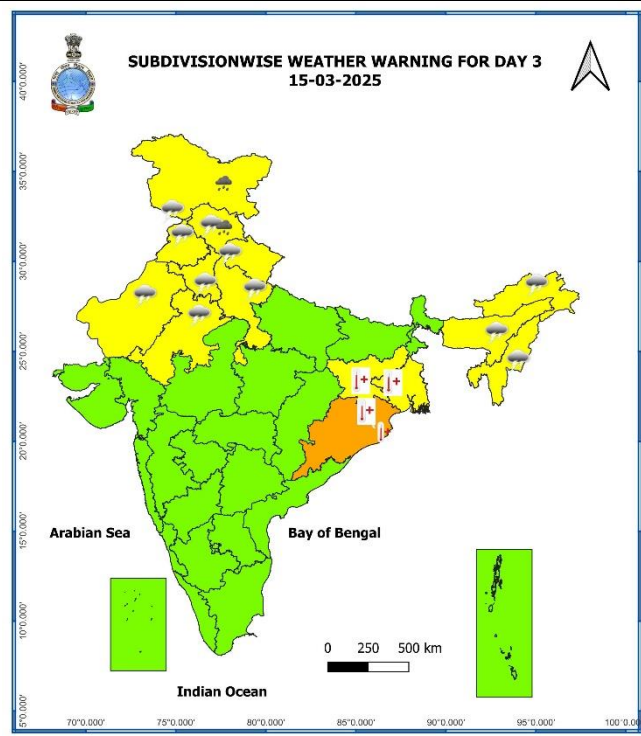 SUBDIVISIONWISE WEATHER WARNING FOR DAY 3
15-03-2025
40°0.000'
35°0.000'
30°0.000'
25°0.000'
20°0.000'
15°0.000'
10°0.000'
5°0.000'
Arabian Sea
Bay of Bengal
0 250 500 km
Indian Ocean
70°0.000' 75°0.000' 80°0.000' 85°0.000' 90°0.000' 95°0.000'